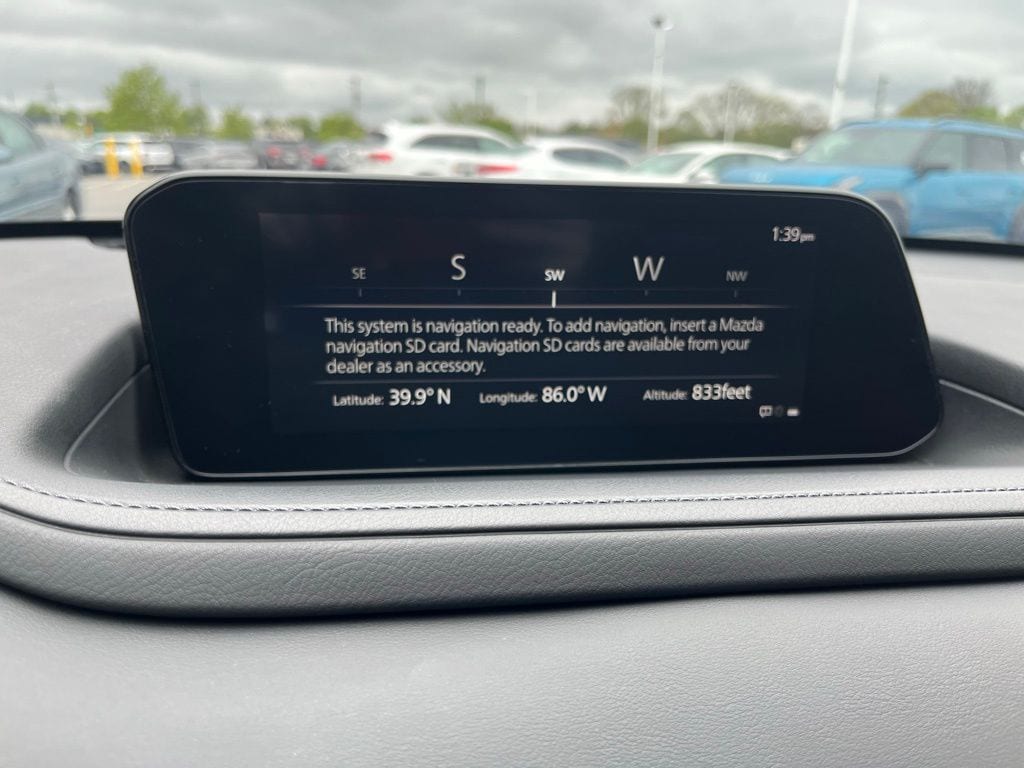 1:39pm
SE S SW W NW
This system is navigation ready. To add navigation, insert a Mazda
navigation SD card. Navigation SD cards are available from your
dealer as an accessory.
Latitude: 39.9° N Longitude: 86.0° W Altitude: 833feet